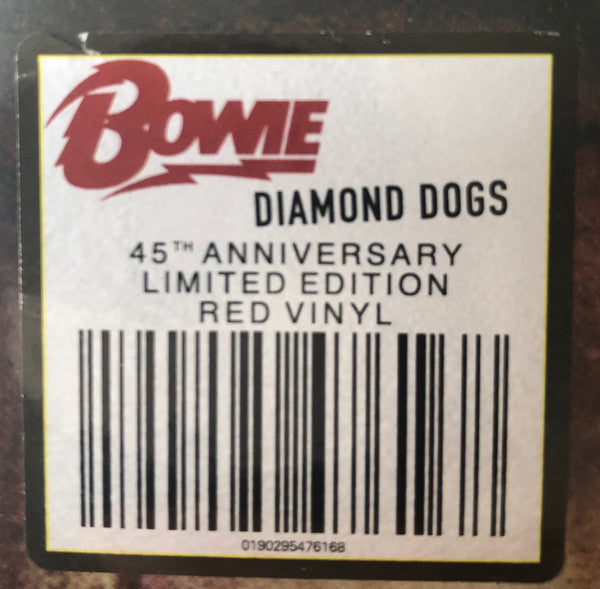 BOWIE
DIAMOND DOGS
45TH ANNIVERSARY
LIMITED EDITION
RED VINYL
0190295476168